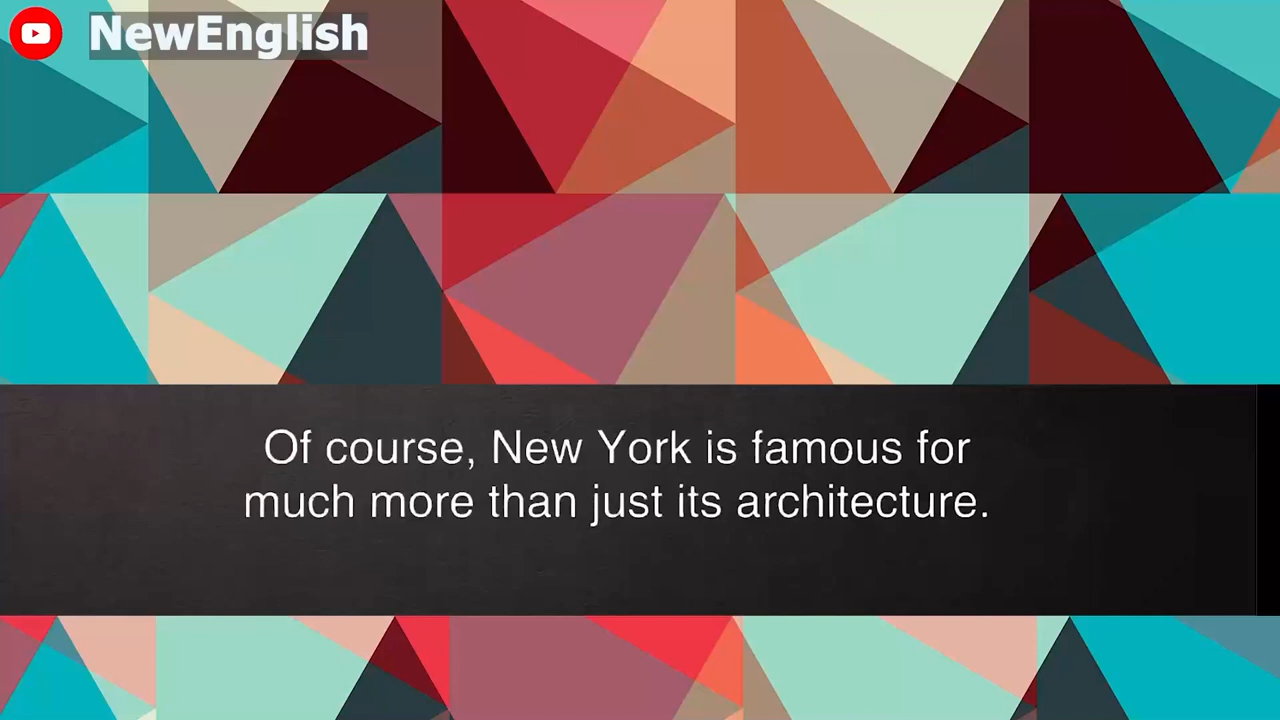 NewEnglish
Of course, New York is famous for
much more than just its architecture.